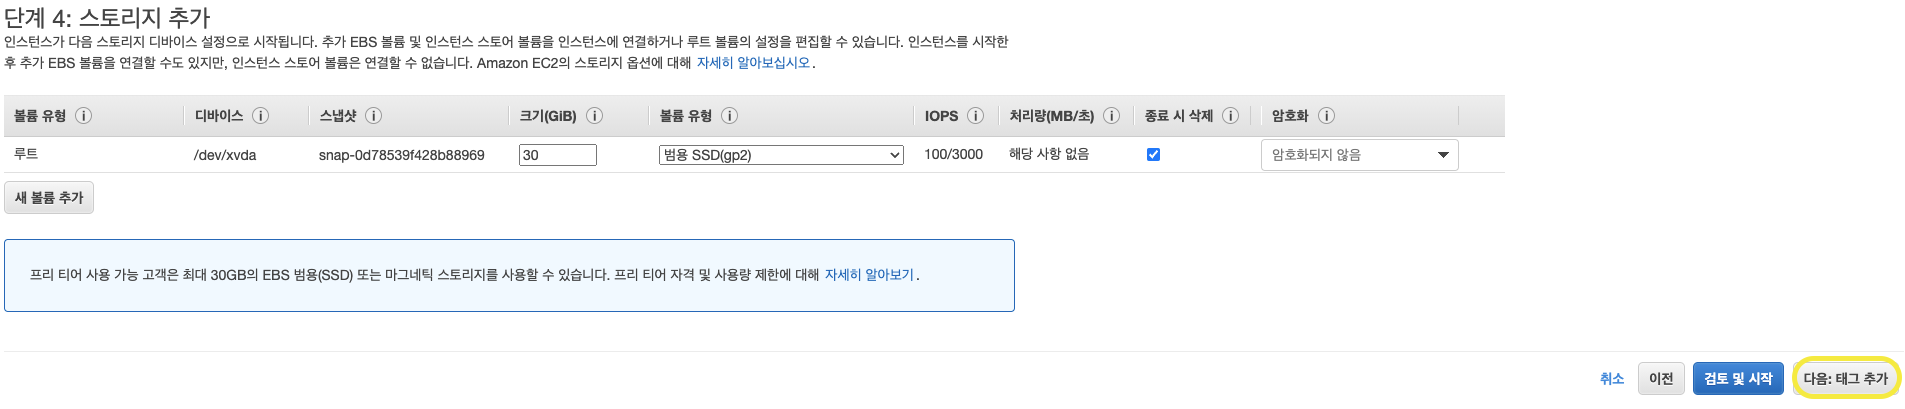 단계 4: 스토리지 추가
인스턴스가 다음 스토리지 디바이스 설정으로 시작됩니다. 추가 EBS 볼륨 및 인스턴스 스토어 볼륨을 인스턴스에 연결하거나 루트 볼륨의 설정을 편집할 수 있습니다. 인스턴스를 시작한
후 추가 EBS 볼륨을 연결할 수도 있지만, 인스턴스 스토어 볼륨은 연결할 수 없습니다. Amazon EC2의 스토리지 옵션에 대해 자세히 알아보십시오.
볼륨 유형 디바이스 스냅샷 크기(GiB) 볼륨 유형 IOPS 처리량(MB/초) 종료 시 삭제 암호화
루트 /dev/xvda snap-0d78539f428b88969 30 범용 SSD(gp2) 100/3000 해당 사항 없음 암호화되지 않음
새 볼륨 추가
프리 티어 사용 가능 고객은 최대 30GB의 EBS 범용(SSD) 또는 마그네틱 스토리지를 사용할 수 있습니다. 프리 티어 자격 및 사용량 제한에 대해 자세히 알아보기.
취소 이전 검토 및 시작 다음: 태그 추가